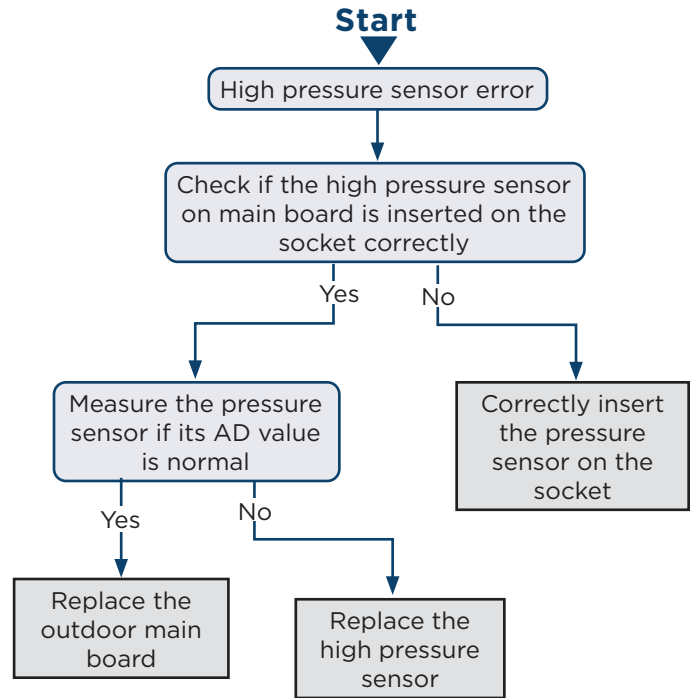 Start
High pressure sensor error
Check if the high pressure sensor
on main board is inserted on the
socket correctly
Yes
No
Measure the pressure
sensor if its AD value
is normal
Correctly insert
the pressure
sensor on the
socket
Yes
No
Replace the
outdoor main
board
Replace the
high pressure
sensor